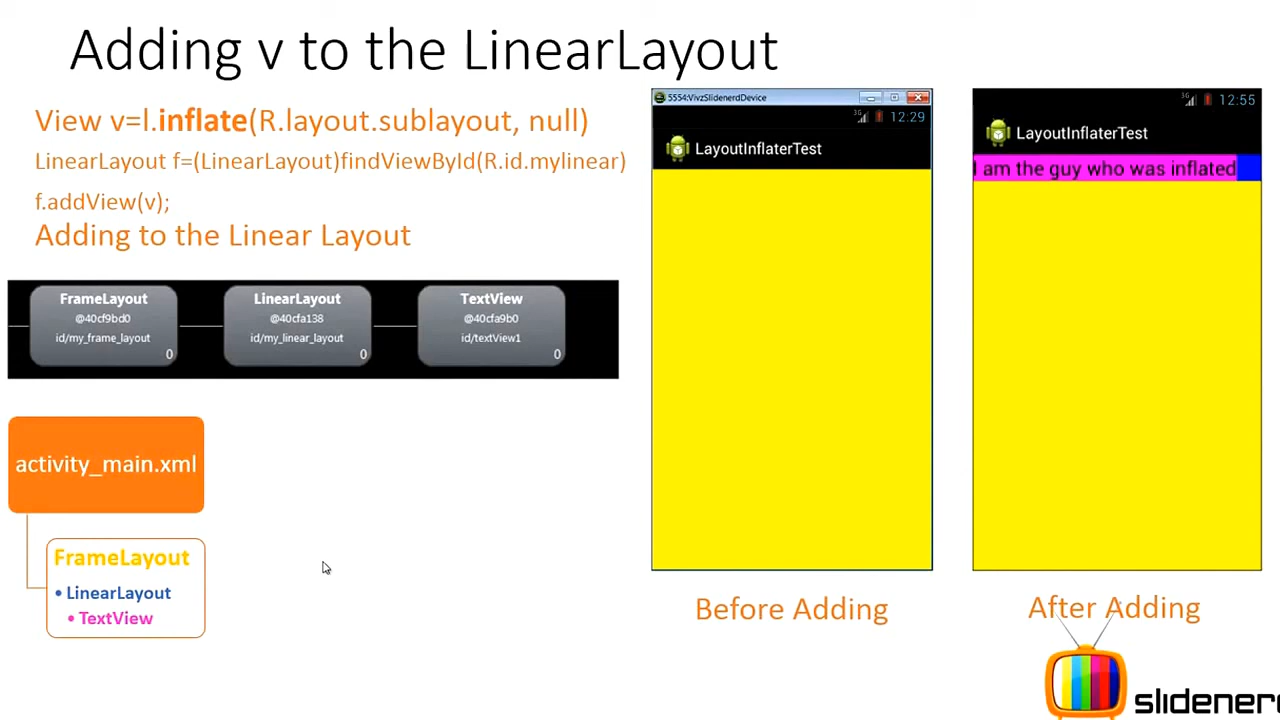 Adding v to the LinearLayout
View v=l.inflate(R.layout.sublayout, null)
LinearLayout f=(LinearLayout)findViewById(R.id.mylinear)
f.addView(v);
Adding to the Linear Layout
FrameLayout
@40cf9bd0
id/my_frame_layout
0
LinearLayout
@40cfa138
id/my_linear_layout
0
TextView
@40cfa9b0
id/textView1
0
activity_main.xml
FrameLayout
• LinearLayout
• TextView
5554:VivzSlidenerdDevice
3G 12:29
LayoutInflaterTest
Before Adding
3G 12:55
LayoutInflaterTest
I am the guy who was inflated
After Adding
slidenerd